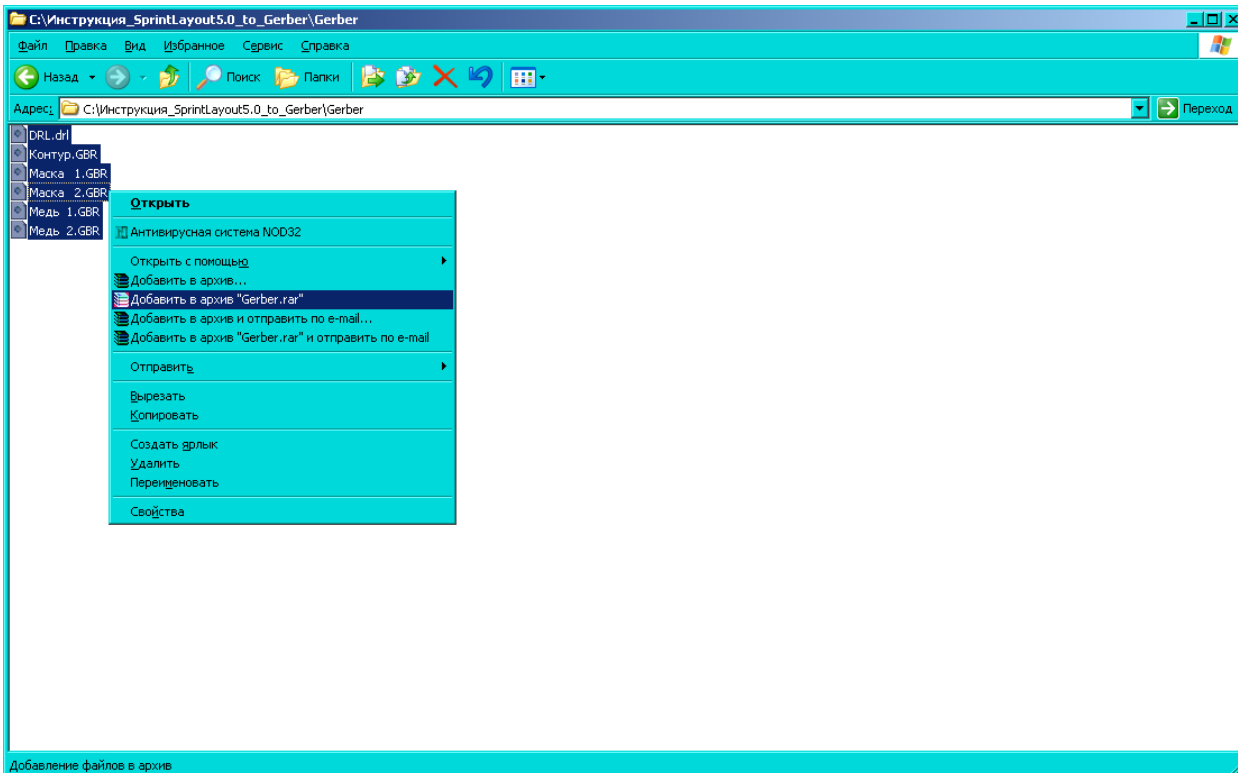 C:\Инструкция_SprintLayout5.0_to_Gerber\Gerber
Файл Правка Вид Избранное Сервис Справка
Назад Поиск Папки
Адрес: C:\Инструкция_SprintLayout5.0_to_Gerber\Gerber Переход
DRL.drl
Контур.GBR
Маска 1.GBR
Маска 2.GBR
Медь 1.GBR
Медь 2.GBR
Открыть
Антивирусная система NOD32
Открыть с помощью
Добавить в архив...
Добавить в архив "Gerber.rar"
Добавить в архив и отправить по e-mail...
Добавить в архив "Gerber.rar" и отправить по e-mail
Отправить
Вырезать
Копировать
Создать ярлык
Удалить
Переименовать
Свойства
Добавление файлов в архив